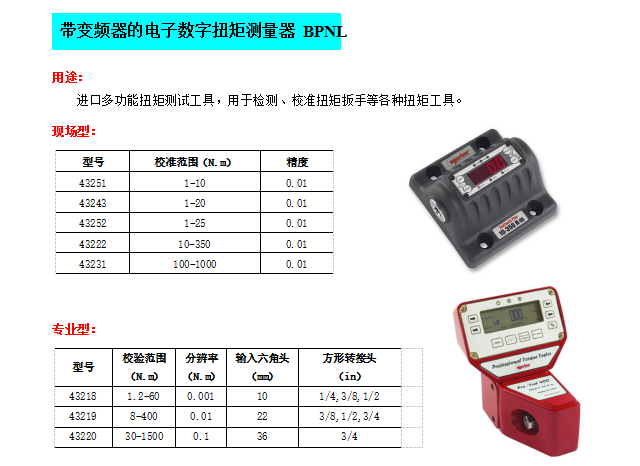 带变频器的电子数字扭矩测量器 BPNL
用途：
进口多功能扭矩测试工具，用于检测、校准扭矩扳手等各种扭矩工具。
现场型：
型号 校准范围（N.m） 精度
43251 1-10 0.01
43243 1-20 0.01
43252 1-25 0.01
43222 10-350 0.01
43231 100-1000 0.01
norbar
专业型：
型号 校验范围（N.m） 分辨率（N.m） 输入六角头（mm） 方形转接头（in）
43218 1.2-60 0.001 10 1/4,3/8,1/2
43219 8-400 0.01 22 3/8,1/2,3/4
43220 30-1500 0.1 36 3/4
Professional Torque Tester
norbar